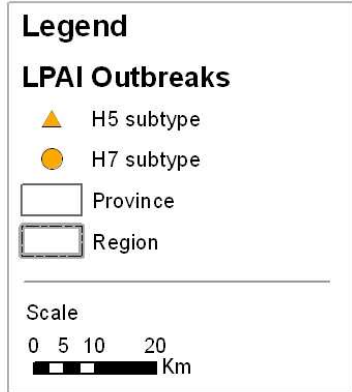 Legend
LPAI Outbreaks
H5 subtype
H7 subtype
Province
Region
Scale
0 5 10 20
Km